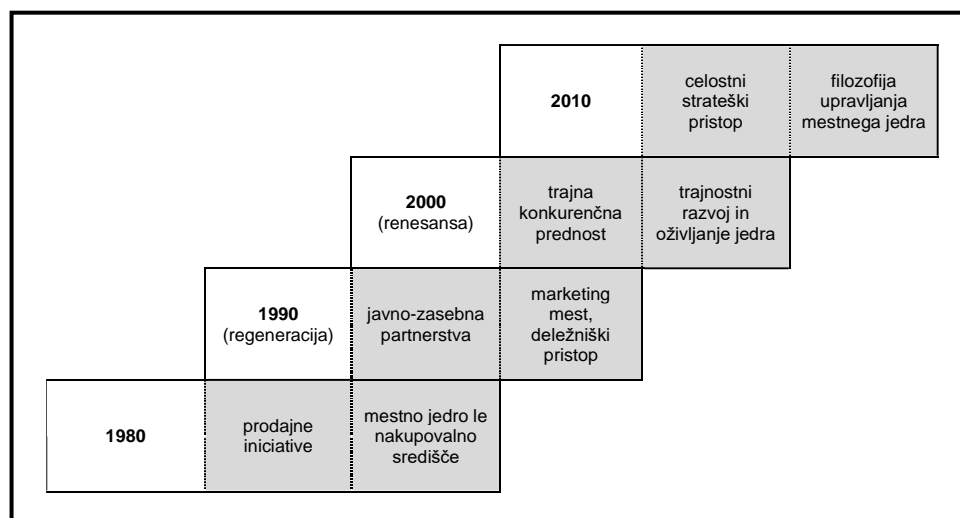 2010
celostni
strateški
pristop
filozofija
upravljanja
mestnega jedra
2000
(renesansa)
trajna
konkurenčna
prednost
trajnostni
razvoj in
oživljanje jedra
1990
(regeneracija)
javno-zasebna
partnerstva
marketing
mest,
deležniški
pristop
1980
prodajne
iniciative
mestno jedro le
nakupovalno
središče